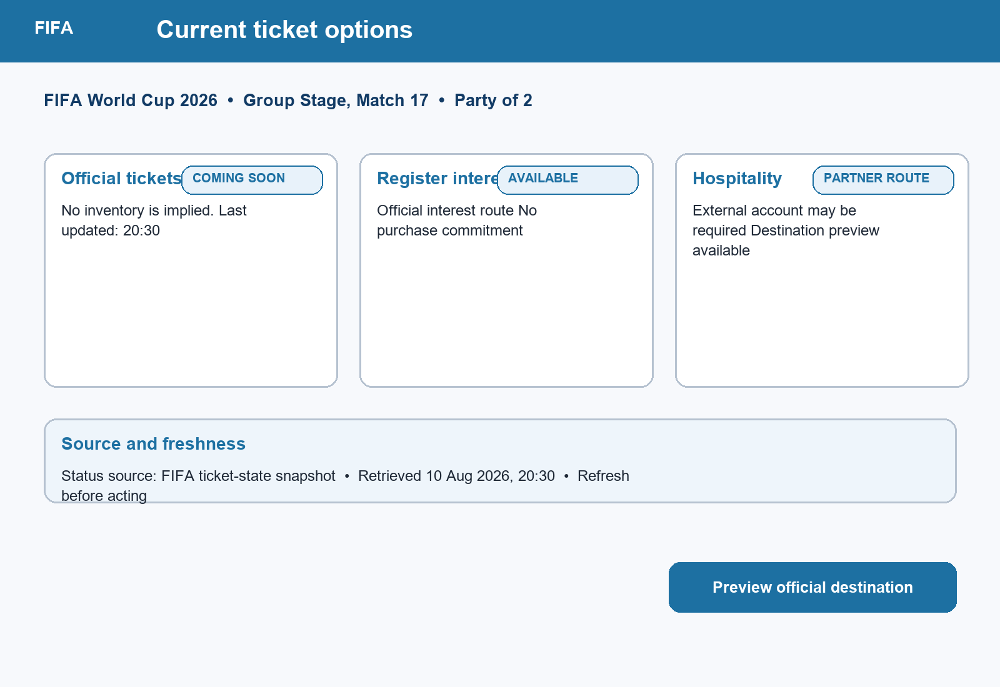 FIFA
Current ticket options
FIFA World Cup 2026 • Group Stage, Match 17 • Party of 2
Official tickets
COMING SOON
No inventory is implied. Last
updated: 20:30
Register intere
AVAILABLE
Official interest route No
purchase commitment
Hospitality
PARTNER ROUTE
External account may be
required Destination preview
available
Source and freshness
Status source: FIFA ticket-state snapshot • Retrieved 10 Aug 2026, 20:30 • Refresh
before acting
Preview official destination